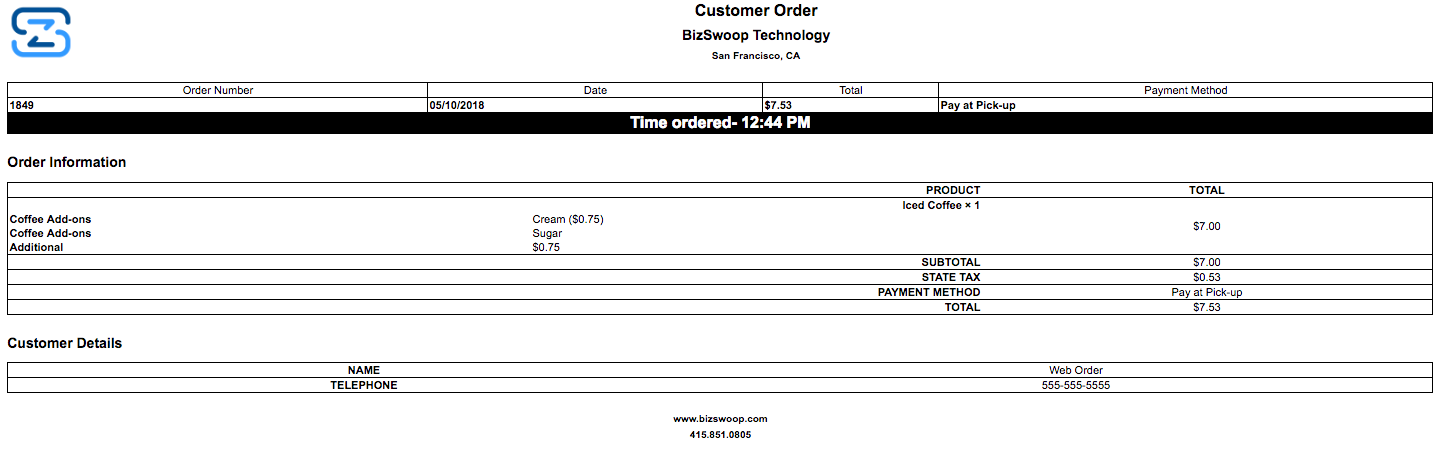 Customer Order
BizSwoop Technology
San Francisco, CA
Order Number Date Total Payment Method
1849 05/10/2018 $7.53 Pay at Pick-up
Time ordered- 12:44 PM
Order Information
PRODUCT TOTAL
Iced Coffee × 1
Coffee Add-ons Cream ($0.75)
$7.00
Coffee Add-ons Sugar
Additional $0.75
SUBTOTAL $7.00
STATE TAX $0.53
PAYMENT METHOD Pay at Pick-up
TOTAL $7.53
Customer Details
NAME Web Order
TELEPHONE 555-555-5555
www.bizswoop.com
415.851.0805